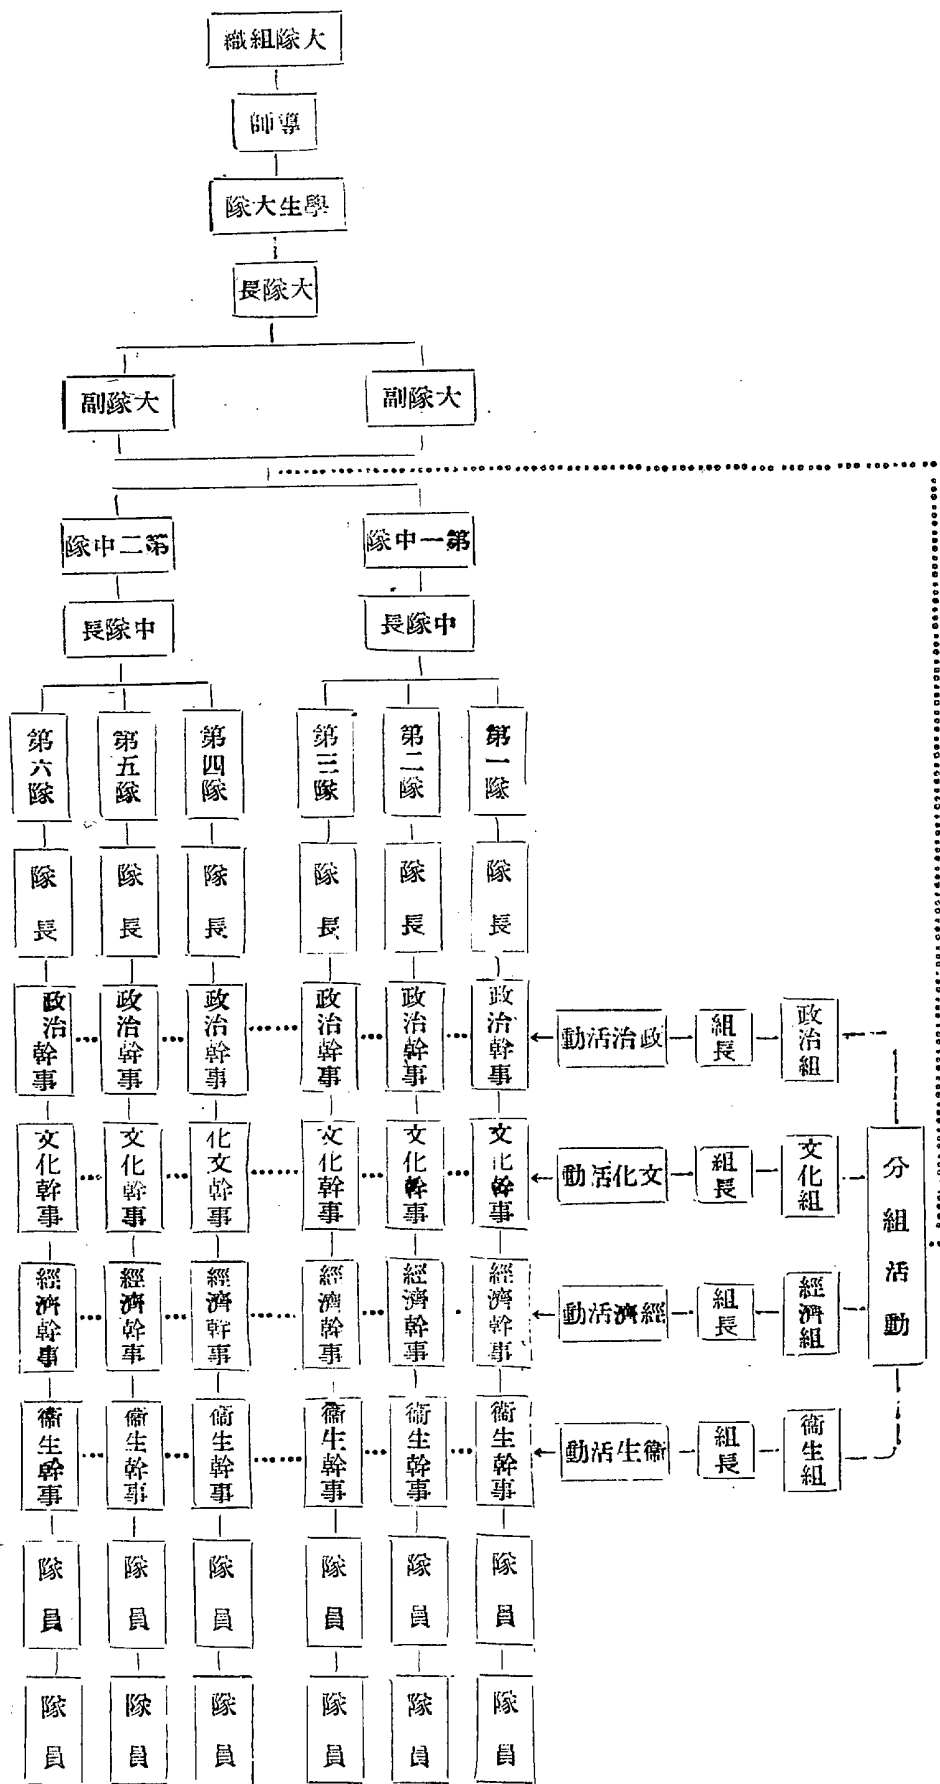 大隊組織
導師
學生大隊
大隊長
大隊副
大隊副
第一中隊
第二中隊
中隊長
中隊長
第一隊
第二隊
第三隊
第四隊
第五隊
第六隊
隊長
隊長
隊長
隊長
隊長
隊長
政治組
組長
政治活動
政治幹事
政治幹事
政治幹事
政治幹事
政治幹事
政治幹事
分組活動
文化組
組長
文化活動
文化幹事
文化幹事
文化幹事
化文幹事
文化幹事
文化幹事
經濟組
組長
經濟活動
經濟幹事
經濟幹事
經濟幹事
經濟幹事
經濟幹事
經濟幹事
衞生組
組長
衞生活動
衞生幹事
衞生幹事
衞生幹事
衞生幹事
衞生幹事
衞生幹事
隊員
隊員
隊員
隊員
隊員
隊員
隊員
隊員
隊員
隊員
隊員
隊員